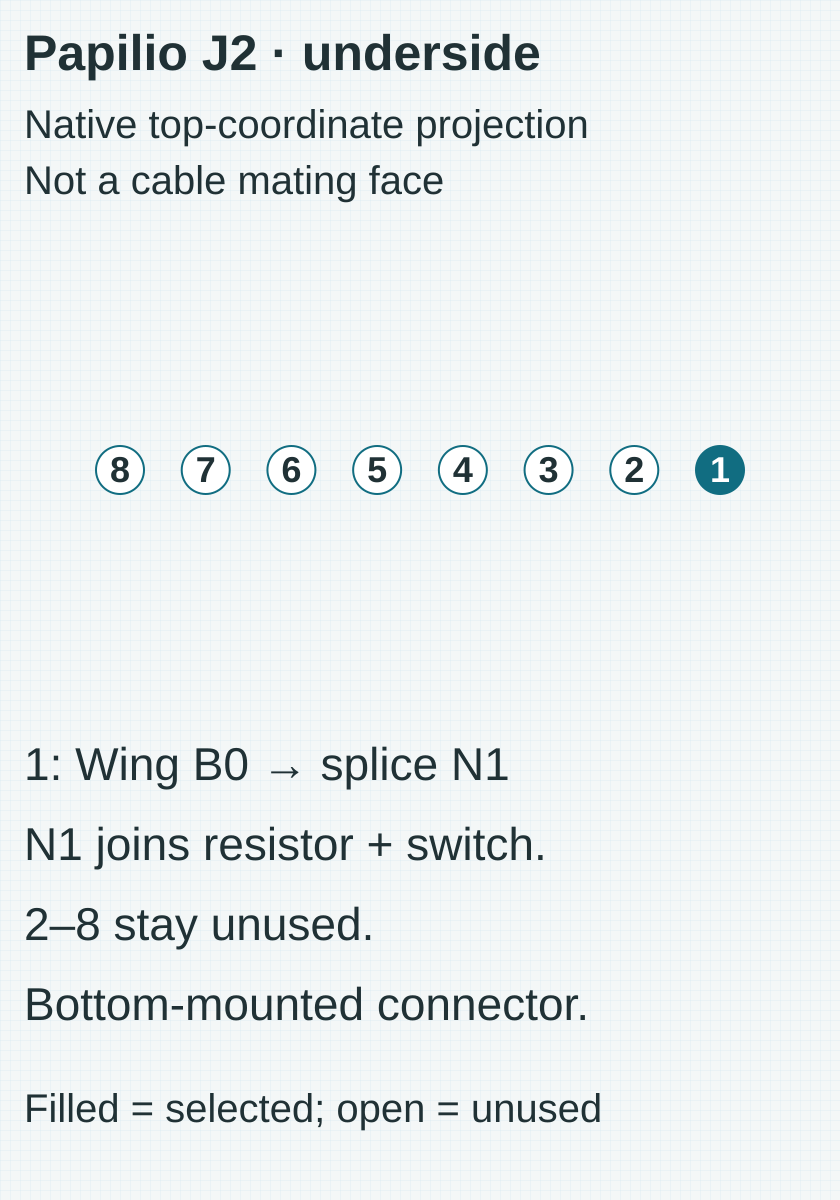 Papilio J2 · underside
Native top-coordinate projection
Not a cable mating face
8 7 6 5 4 3 2 1
1: Wing B0 → splice N1
N1 joins resistor + switch.
2–8 stay unused.
Bottom-mounted connector.
Filled = selected; open = unused